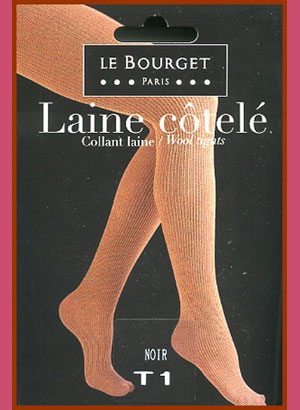 LE BOURGET
PARIS
Laine côtelé
Collant laine / Wool tights
NOIR
T1